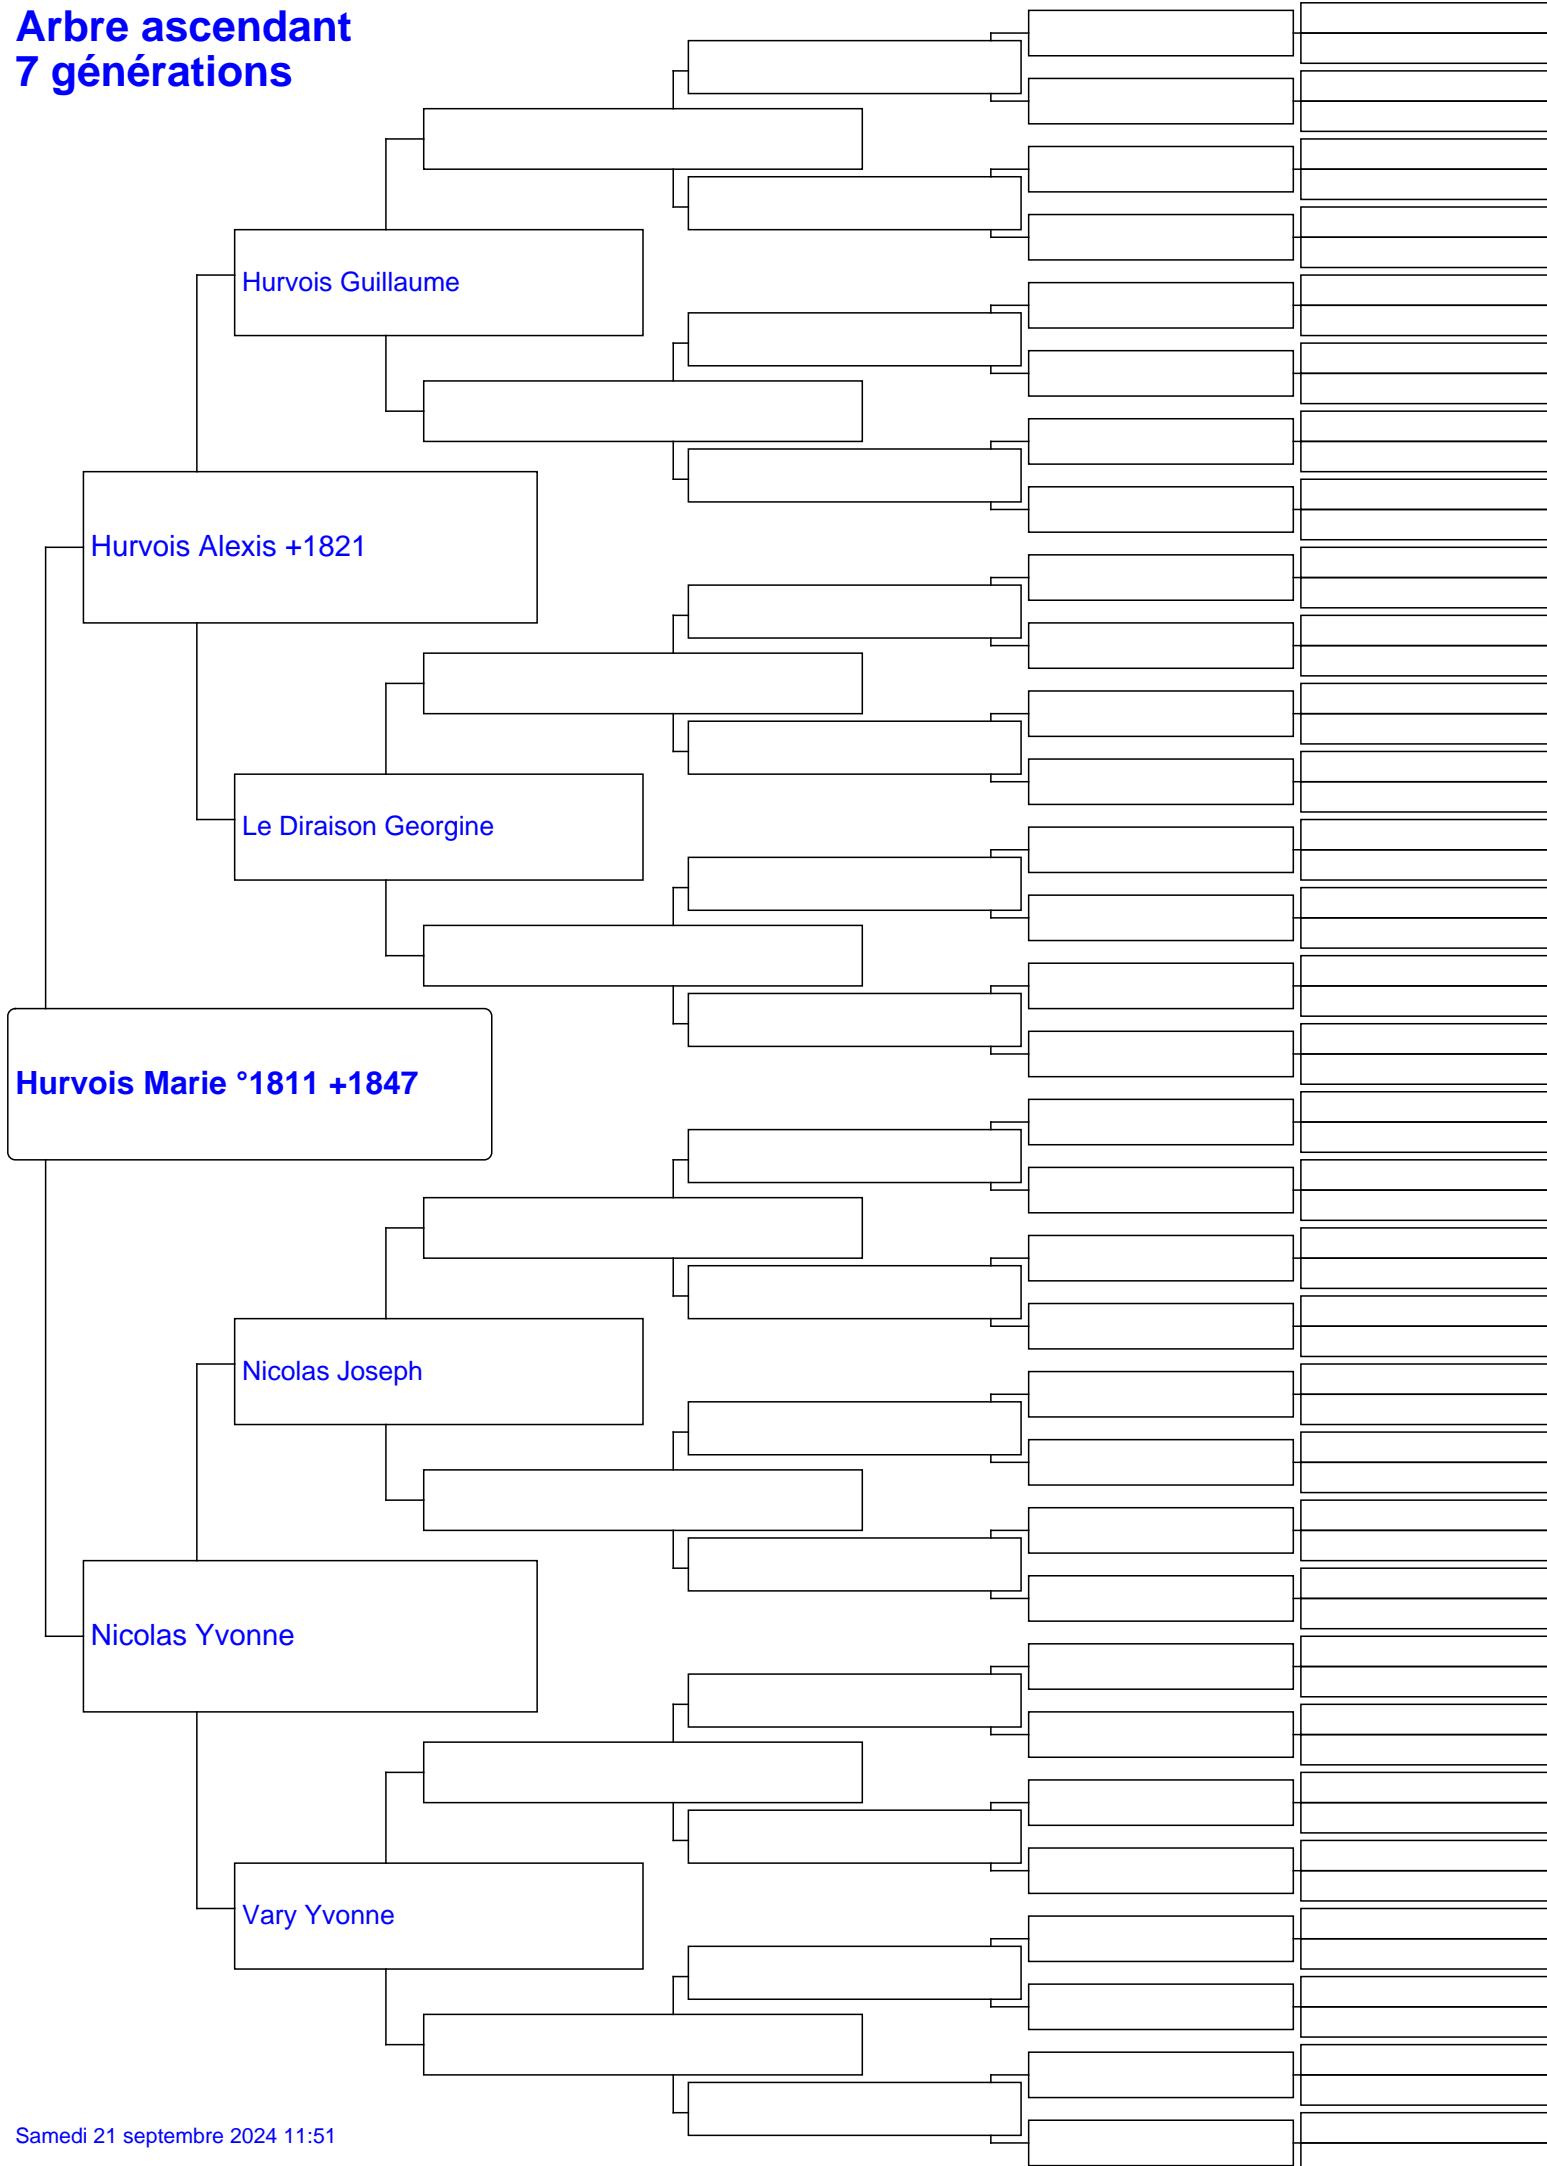 Arbre ascendant
7 générations
Hurvois Guillaume
Hurvois Alexis +1821
Le Diraison Georgine
Hurvois Marie °1811 +1847
Nicolas Joseph
Nicolas Yvonne
Vary Yvonne
Samedi 21 septembre 2024 11:51